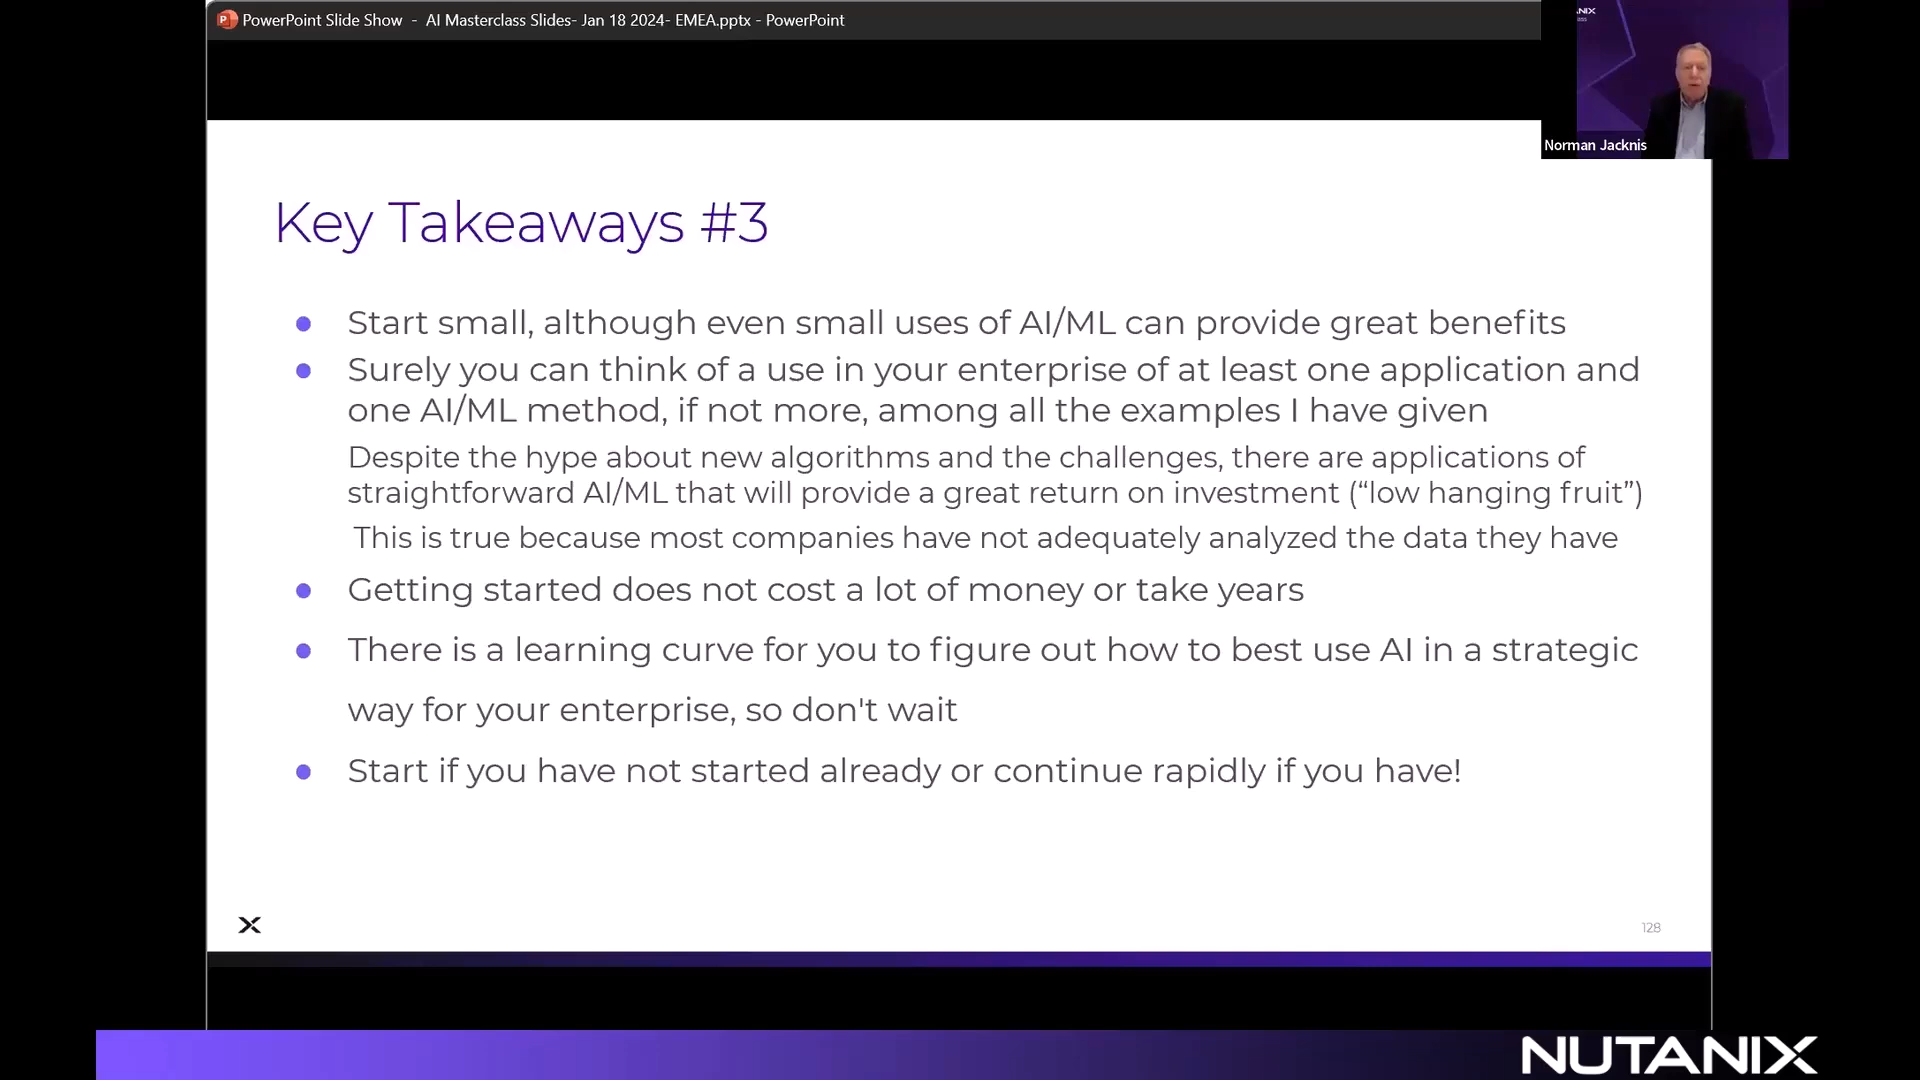 PowerPoint Slide Show - AI Masterclass Slides- Jan 18 2024- EMEA.pptx - PowerPoint
Norman Jacknis
Key Takeaways #3
Start small, although even small uses of AI/ML can provide great benefits
Surely you can think of a use in your enterprise of at least one application and
one AI/ML method, if not more, among all the examples I have given
Despite the hype about new algorithms and the challenges, there are applications of
straightforward AI/ML that will provide a great return on investment (“low hanging fruit”)
This is true because most companies have not adequately analyzed the data they have
Getting started does not cost a lot of money or take years
There is a learning curve for you to figure out how to best use AI in a strategic
way for your enterprise, so don't wait
Start if you have not started already or continue rapidly if you have!
128
NUTANIX